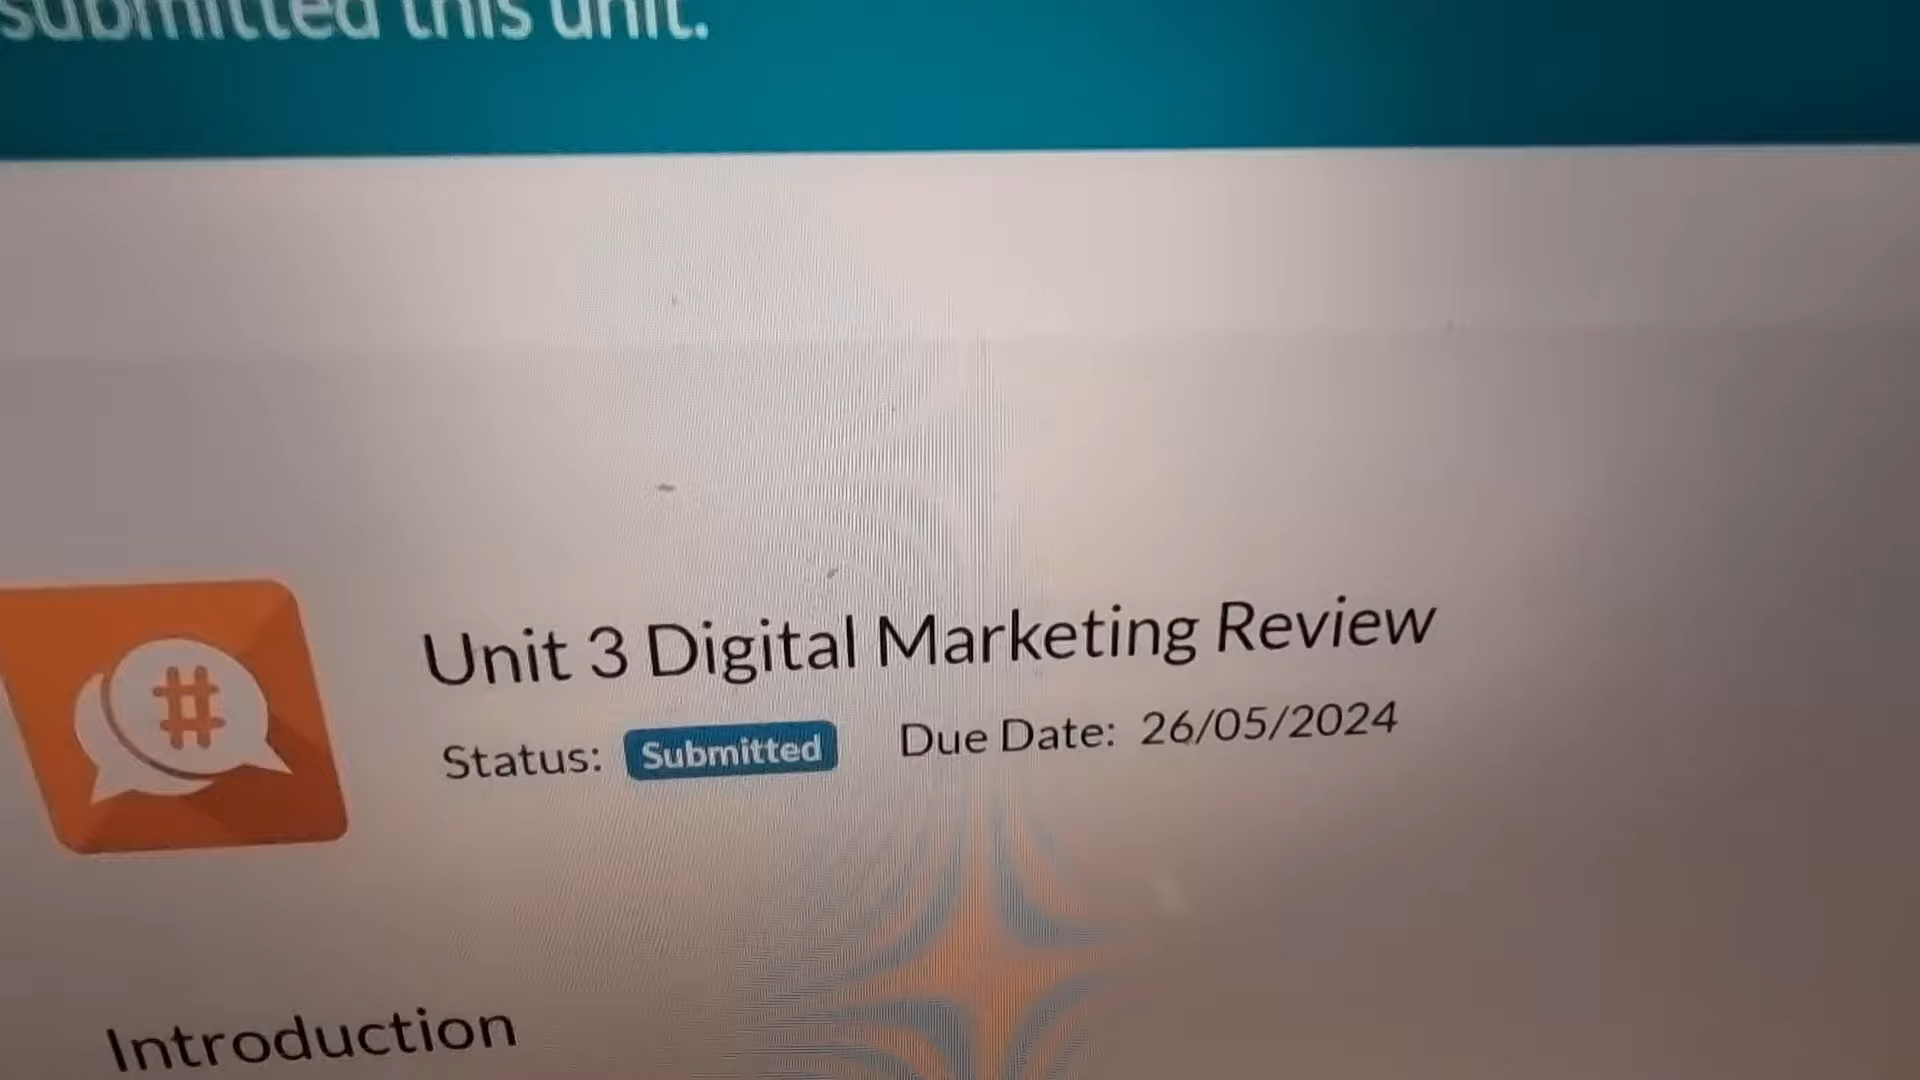 submitted this unit.
#
Unit 3 Digital Marketing Review
Status: Submitted Due Date: 26/05/2024
Introduction